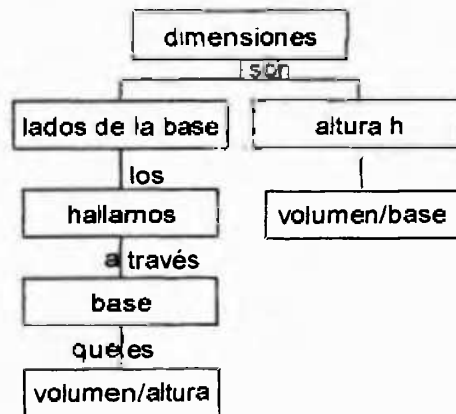 dimensiones
son
lados de la base
altura h
los
hallamos
volumen/base
a través
base
que es
volumen/altura